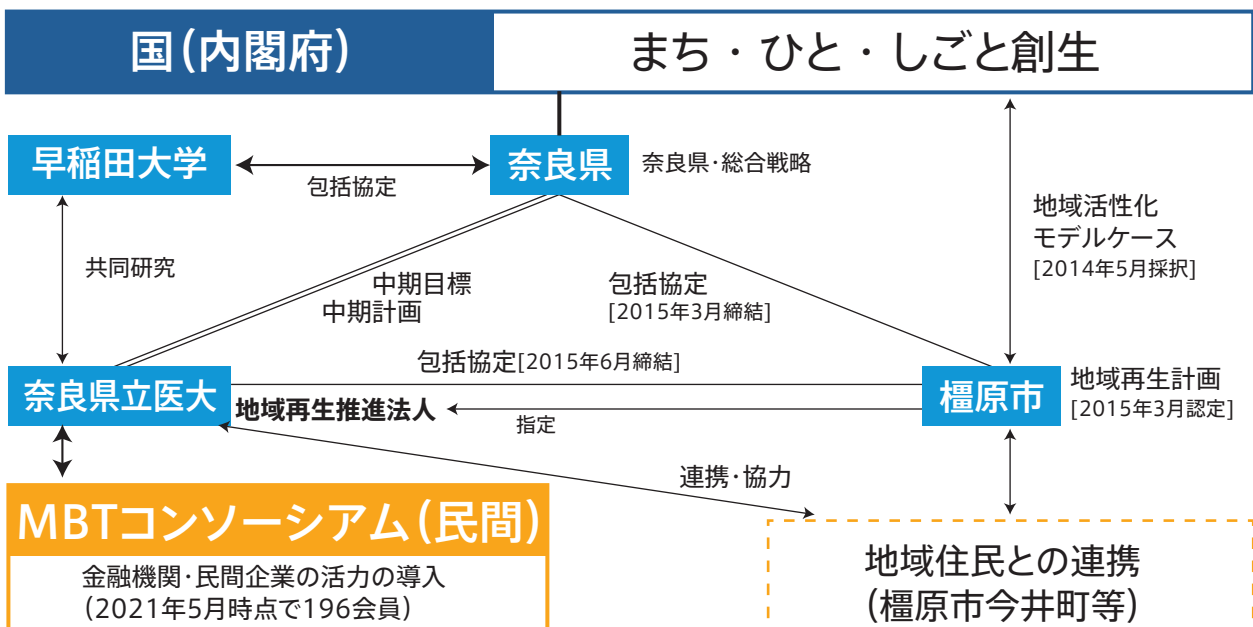 国(内閣府)
まち・ひと・しごと創生
早稲田大学
包括協定
奈良県
奈良県・総合戦略
地域活性化
モデルケース
[2014年5月採択]
共同研究
中期目標
中期計画
包括協定
[2015年3月締結]
包括協定[2015年6月締結]
奈良県立医大
地域再生推進法人
指定
橿原市
地域再生計画
[2015年3月認定]
連携・協力
MBTコンソーシアム(民間)
金融機関・民間企業の活力の導入
(2021年5月時点で196会員)
地域住民との連携
(橿原市今井町等)